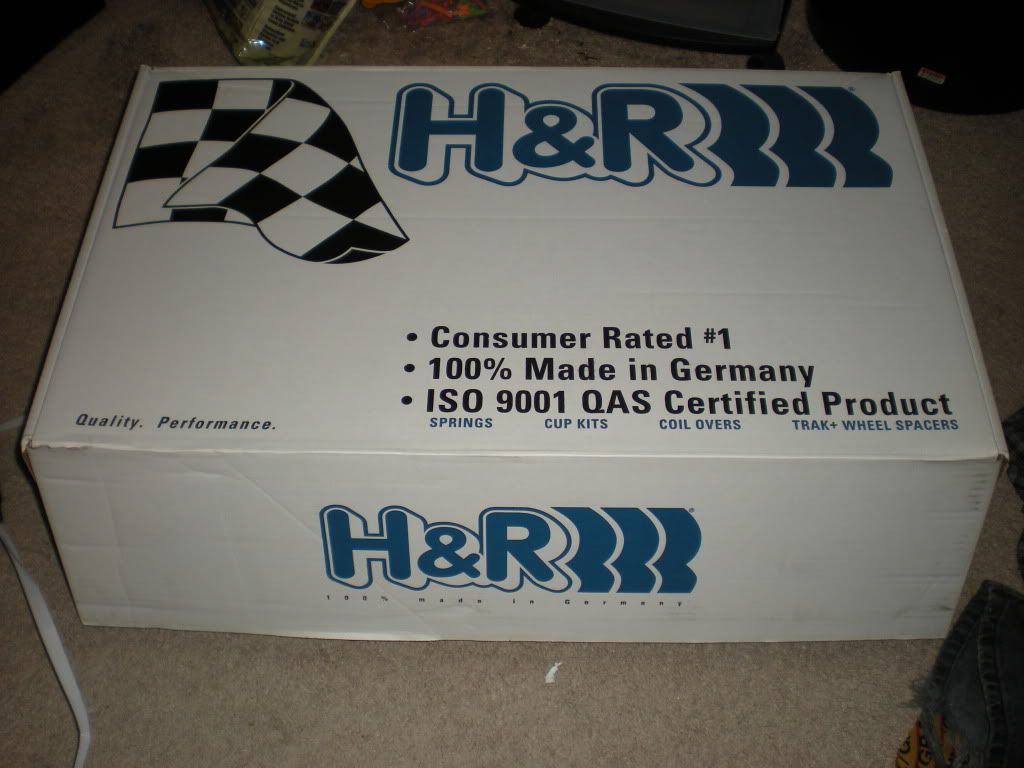 H&R®
• Consumer Rated #1
• 100% Made in Germany
• ISO 9001 QAS Certified Product
SPRINGS CUP KITS COIL OVERS TRAK+ WHEEL SPACERS
Quality. Performance.
H&R®
100% made in Germany